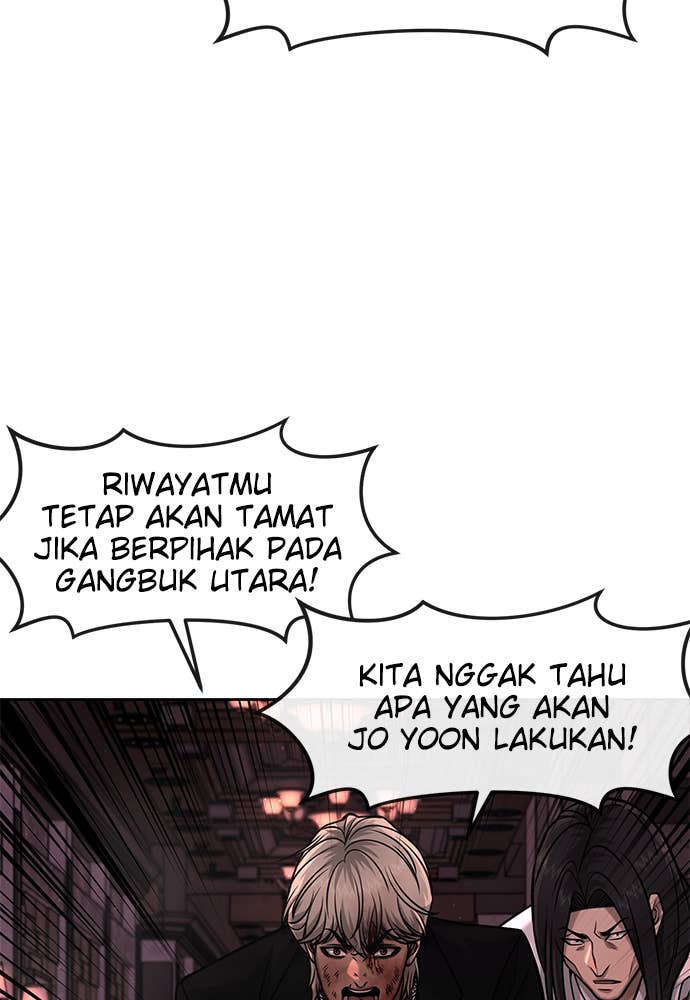 RIWAYATMU
TETAP AKAN TAMAT
JIKA BERPIHAK PADA
GANGBUK UTARA!
KITA NGGAK TAHU
APA YANG AKAN
JO YOON LAKUKAN!